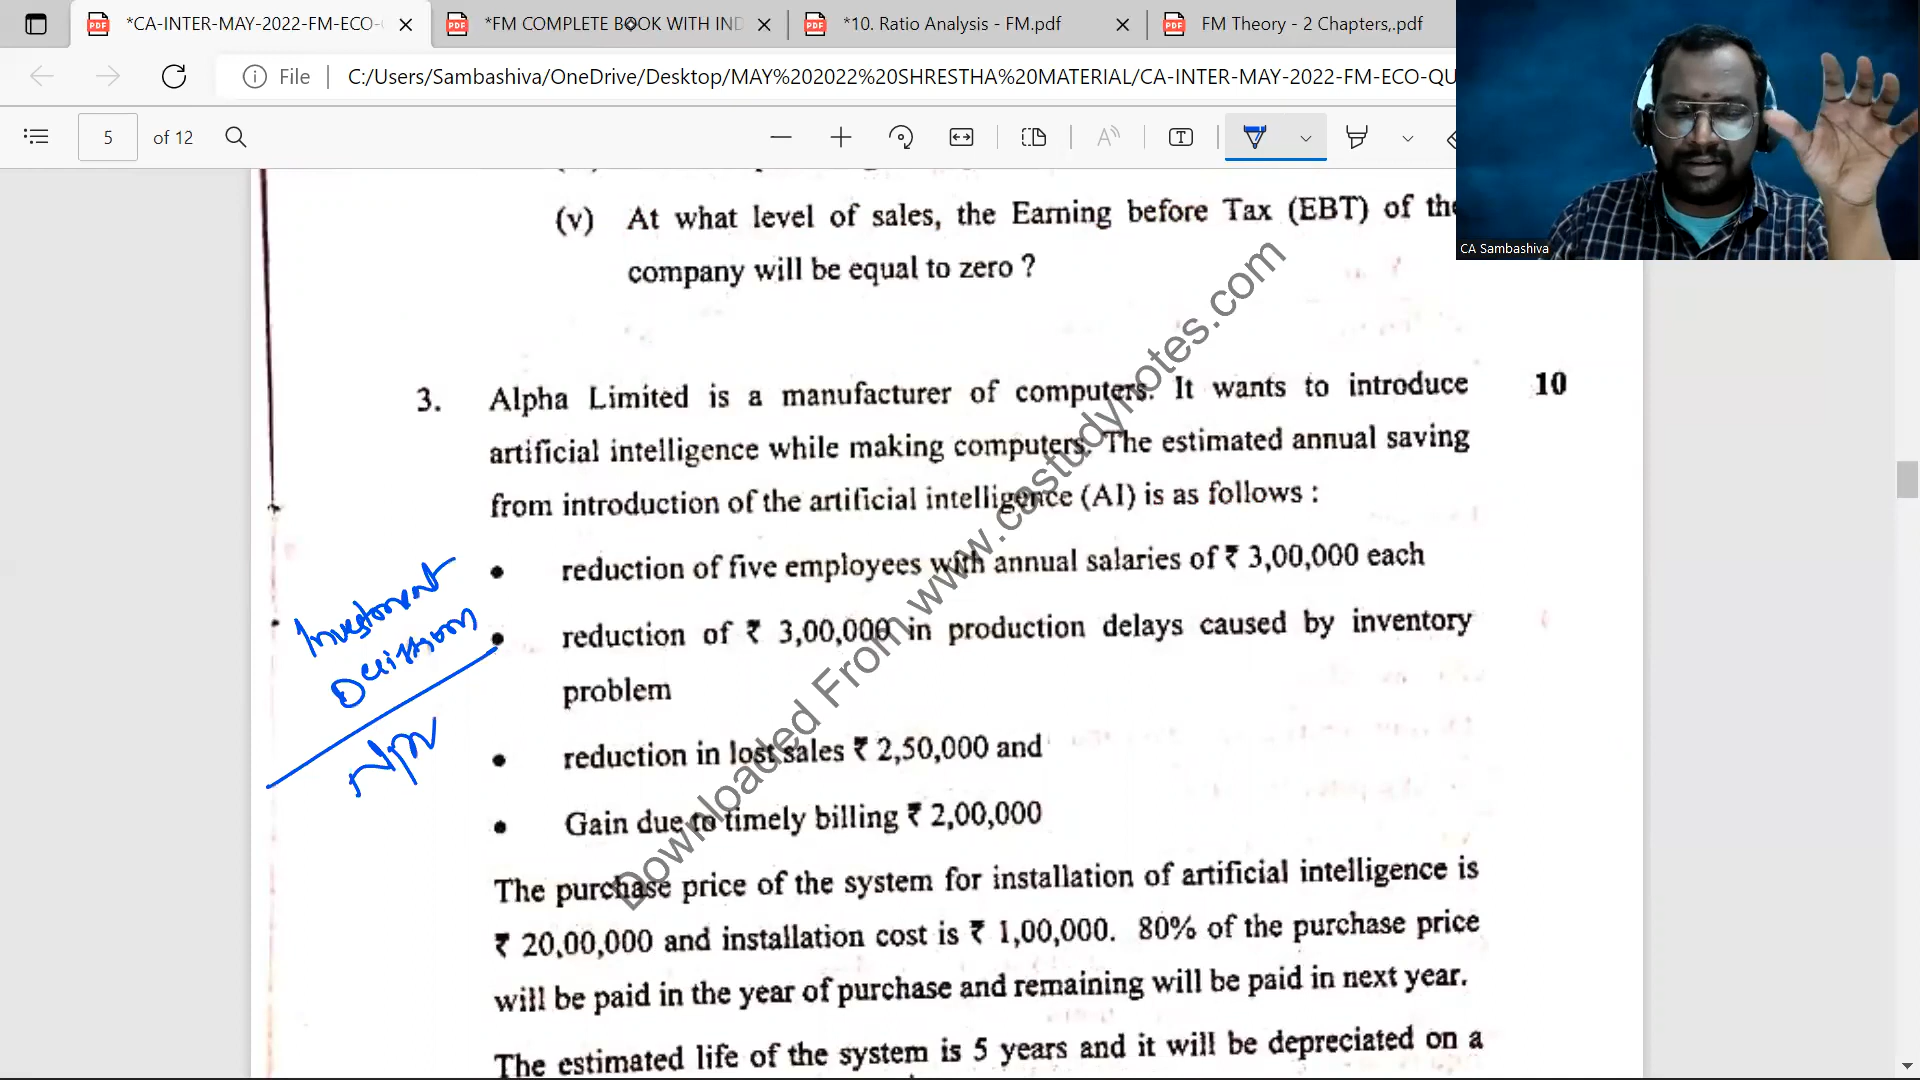 *CA-INTER-MAY-2022-FM-ECO-
*FM COMPLETE BOOK WITH IND
*10. Ratio Analysis - FM.pdf
FM Theory - 2 Chapters,.pdf
File
C:/Users/Sambashiva/OneDrive/Desktop/MAY%202022%20SHRESTHA%20MATERIAL/CA-INTER-MAY-2022-FM-ECO-QU
5 of 12
CA Sambashiva
(v) At what level of sales, the Earning before Tax (EBT) of the
company will be equal to zero ?
3. Alpha Limited is a manufacturer of computers. It wants to introduce 10
artificial intelligence while making computers. The estimated annual saving
from introduction of the artificial intelligence (AI) is as follows :
• reduction of five employees with annual salaries of ₹ 3,00,000 each
• reduction of ₹ 3,00,000 in production delays caused by inventory
problem
• reduction in lost sales ₹ 2,50,000 and
• Gain due to timely billing ₹ 2,00,000
The purchase price of the system for installation of artificial intelligence is
₹ 20,00,000 and installation cost is ₹ 1,00,000. 80% of the purchase price
will be paid in the year of purchase and remaining will be paid in next year.
The estimated life of the system is 5 years and it will be depreciated on a
Investment
Decision
NPV
Downloaded From www.castudynotes.com